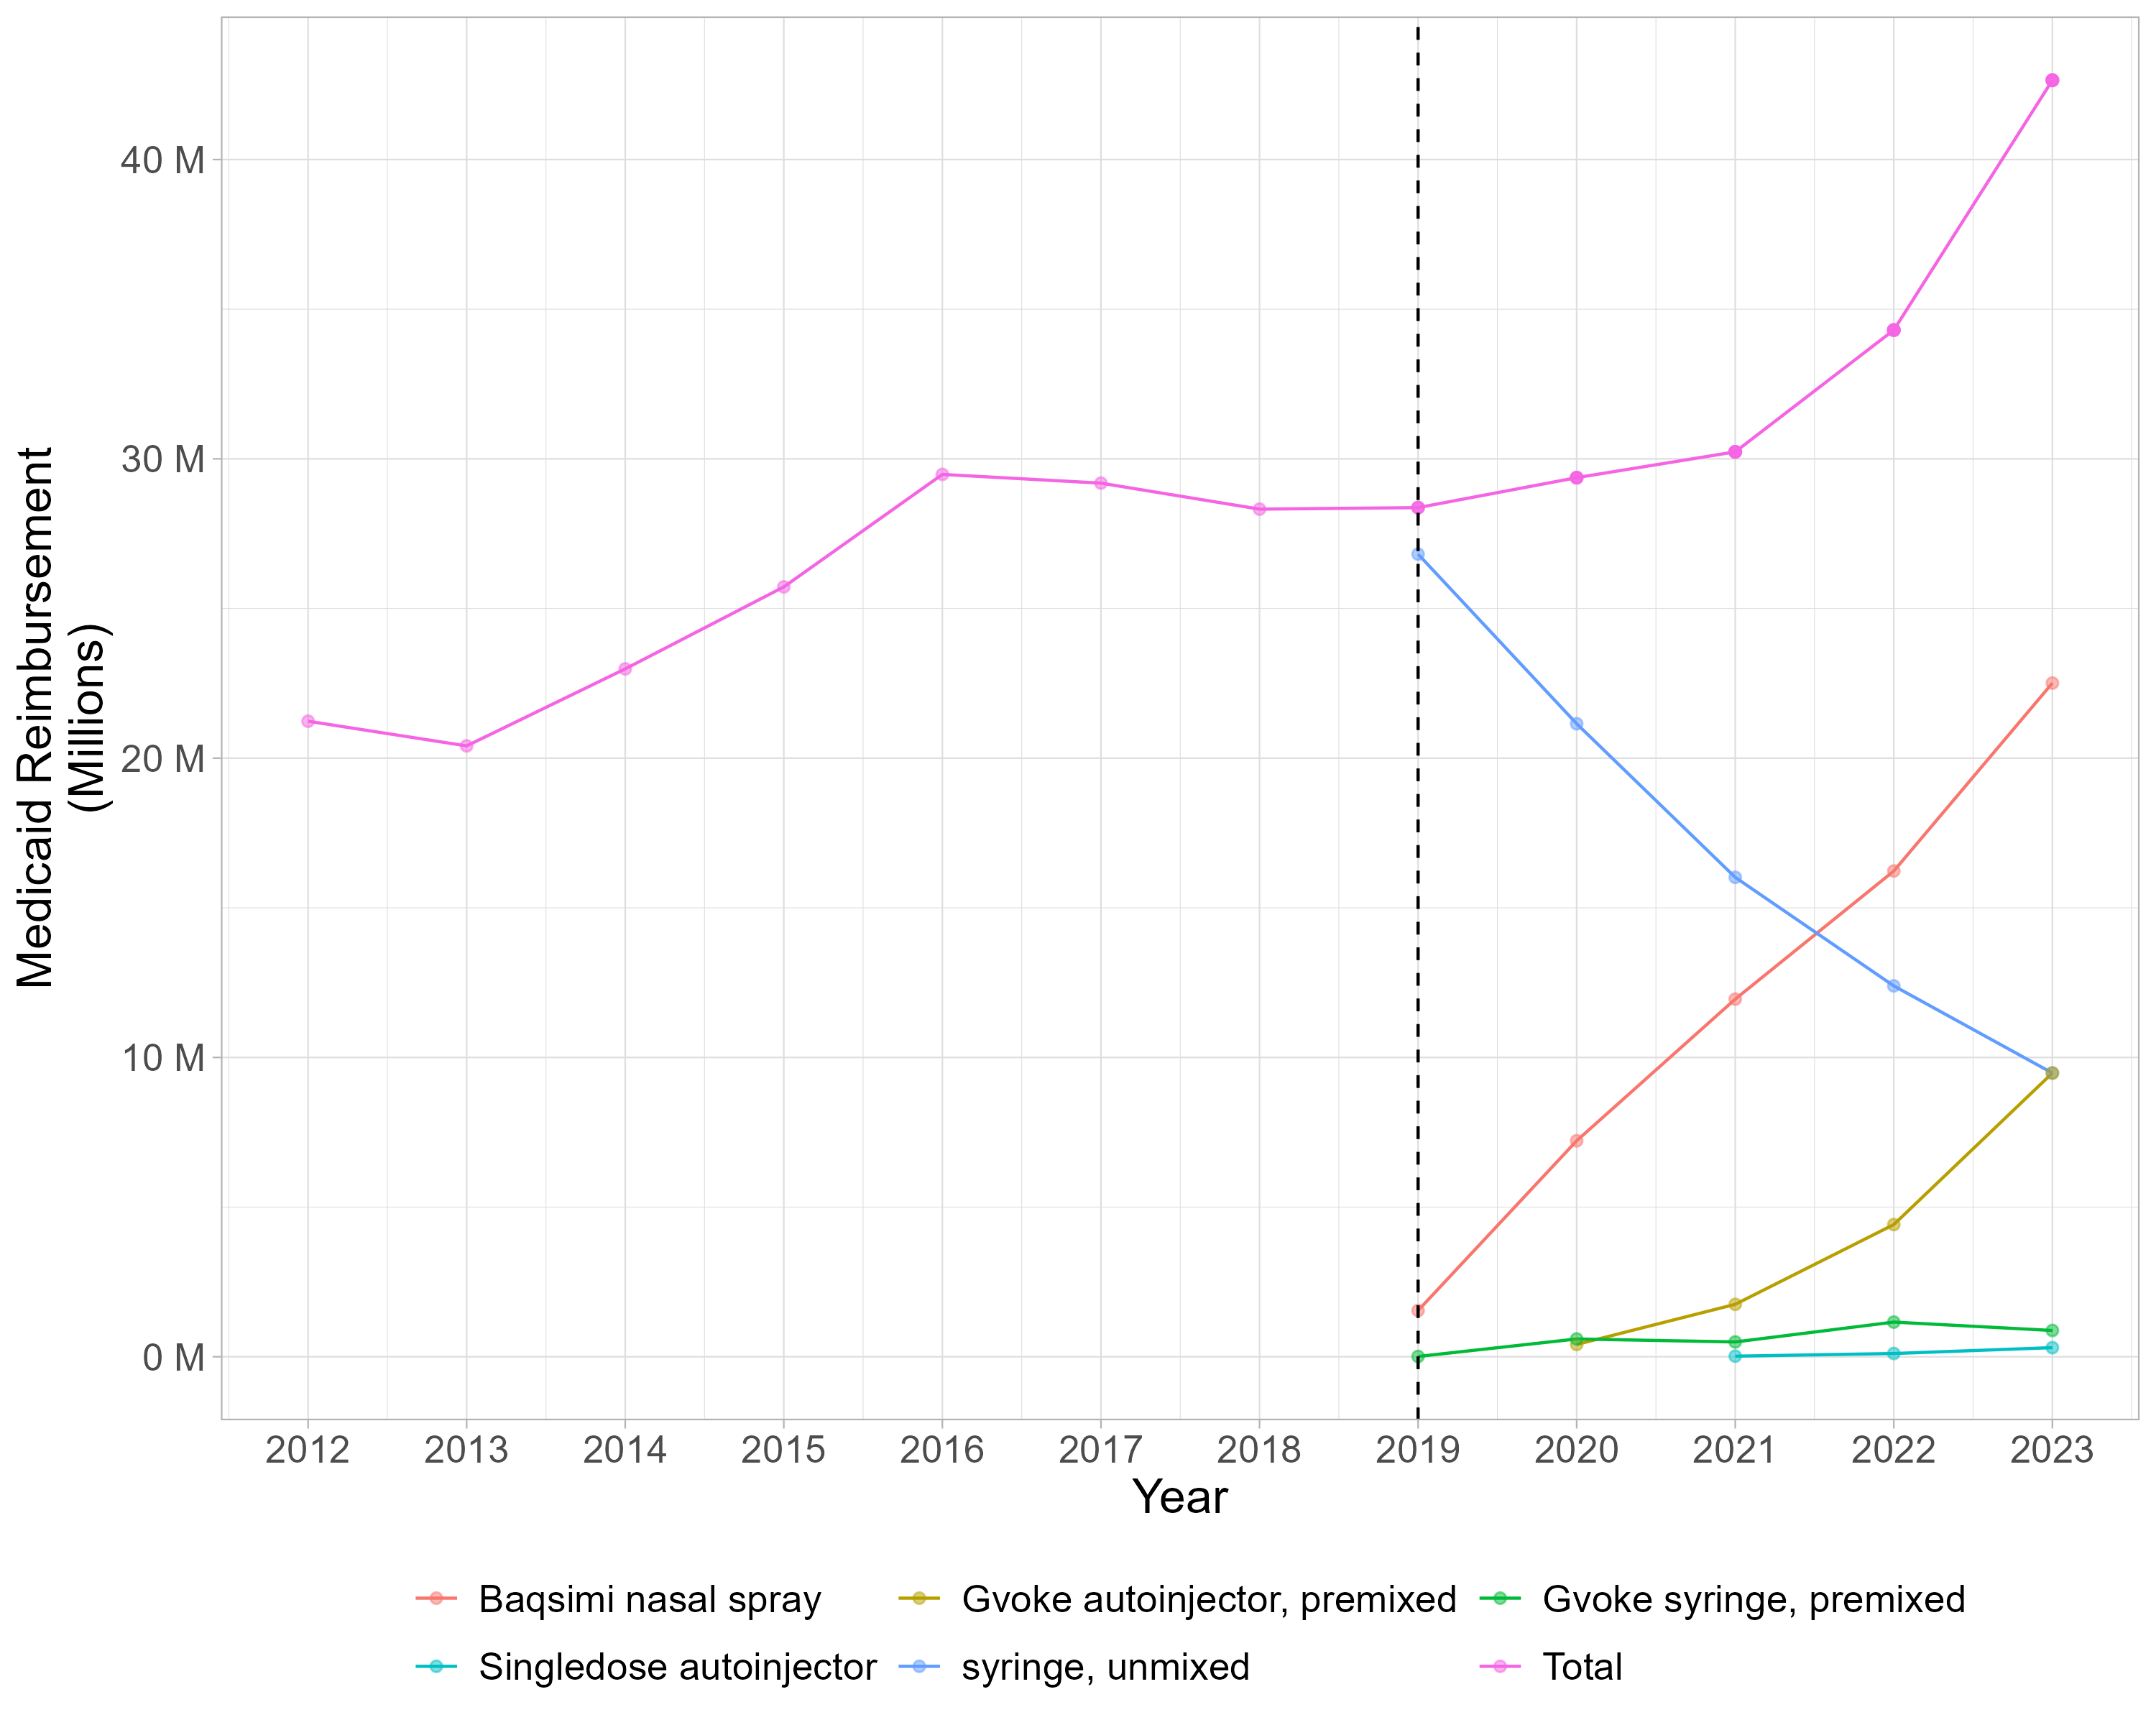 Medicaid Reimbursement
(Millions)
40 M
30 M
20 M
10 M
0 M
2012 2013 2014 2015 2016 2017 2018 2019 2020 2021 2022 2023
Year
Baqsimi nasal spray Gvoke autoinjector, premixed Gvoke syringe, premixed
Singledose autoinjector syringe, unmixed Total